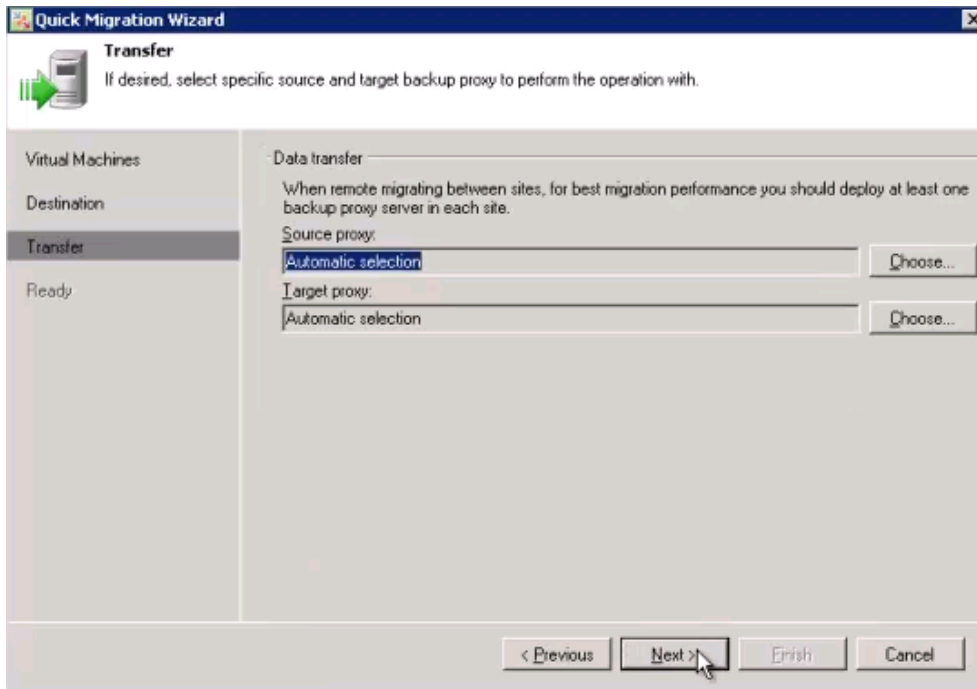 Quick Migration Wizard
Transfer
If desired, select specific source and target backup proxy to perform the operation with.
Virtual Machines
Destination
Transfer
Ready
Data transfer
When remote migrating between sites, for best migration performance you should deploy at least one
backup proxy server in each site.
Source proxy:
Automatic selection
Choose...
Target proxy:
Automatic selection
Choose...
< Previous
Next >
Finish
Cancel